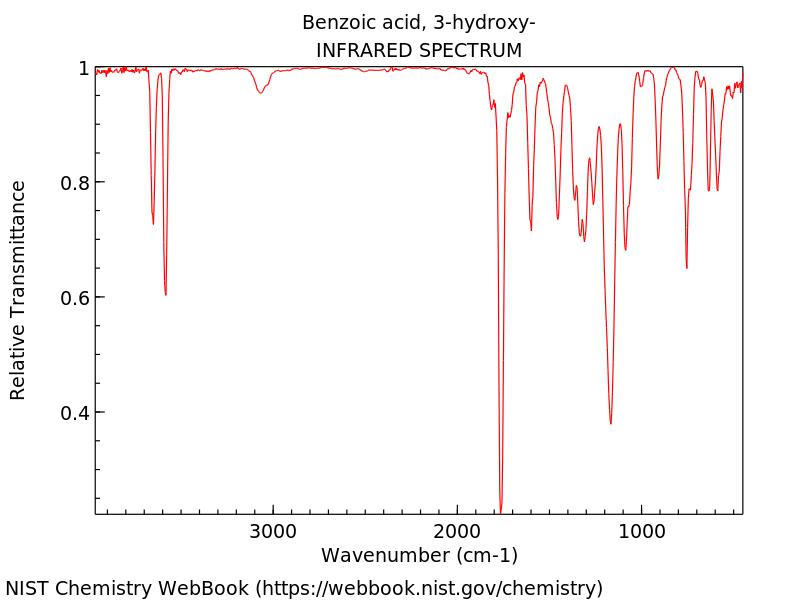 Benzoic acid, 3-hydroxy-
INFRARED SPECTRUM
1
0.8
0.6
0.4
Relative Transmittance
3000 2000 1000
Wavenumber (cm-1)
NIST Chemistry WebBook (https://webbook.nist.gov/chemistry)